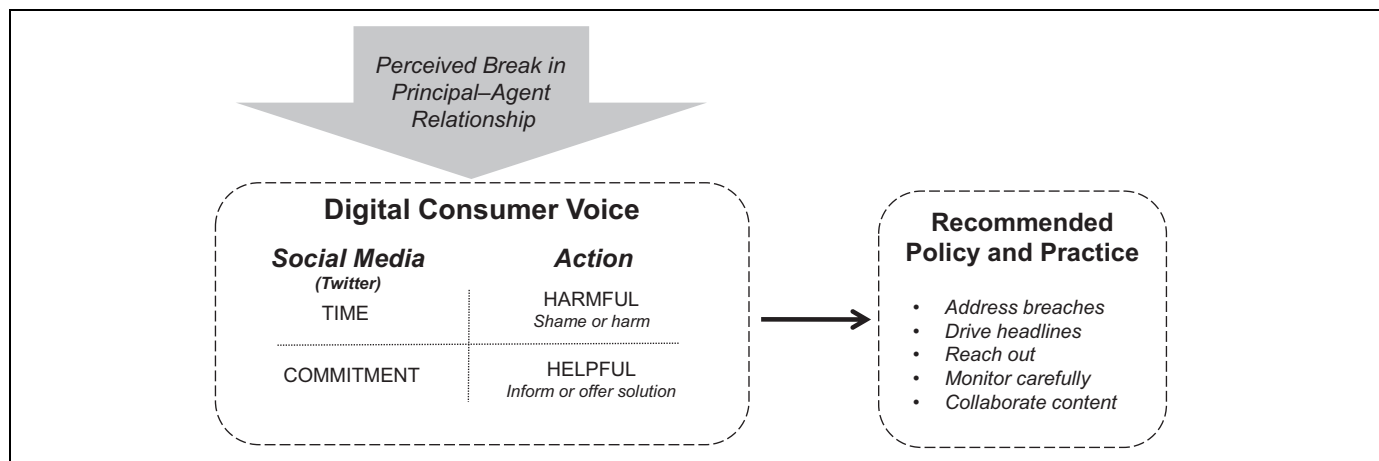 Perceived Break in
Principal–Agent
Relationship
Digital Consumer Voice
Social Media
(Twitter)
TIME
COMMITMENT
Action
HARMFUL
Shame or harm
HELPFUL
Inform or offer solution
Recommended
Policy and Practice
• Address breaches
• Drive headlines
• Reach out
• Monitor carefully
• Collaborate content